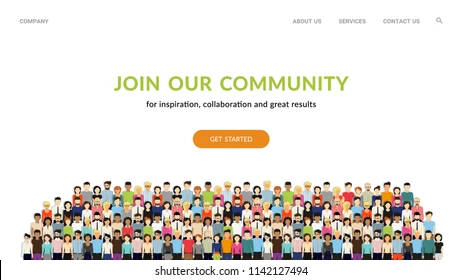 COMPANY
ABOUT US
SERVICES
CONTACT US
JOIN OUR COMMUNITY
for inspiration, collaboration and great results
GET STARTED
shutterstock.com · 1142127494